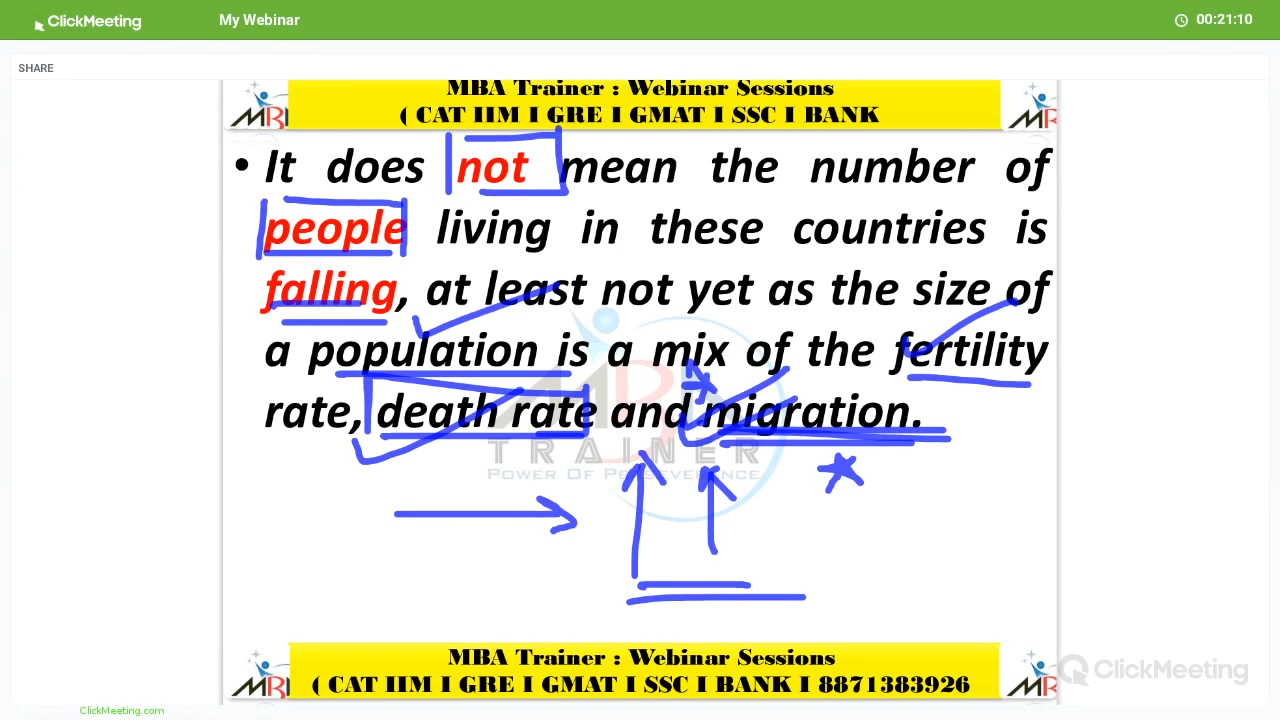 ClickMeeting My Webinar 00:21:10
SHARE
MBA Trainer : Webinar Sessions
( CAT IIM I GRE I GMAT I SSC I BANK
• It does not mean the number of
people living in these countries is
falling, at least not yet as the size of
a population is a mix of the fertility
rate, death rate and migration.
TRAINER
POWER OF PERSEVERANCE
MBA Trainer : Webinar Sessions
( CAT IIM I GRE I GMAT I SSC I BANK I 8871383926
ClickMeeting
ClickMeeting.com